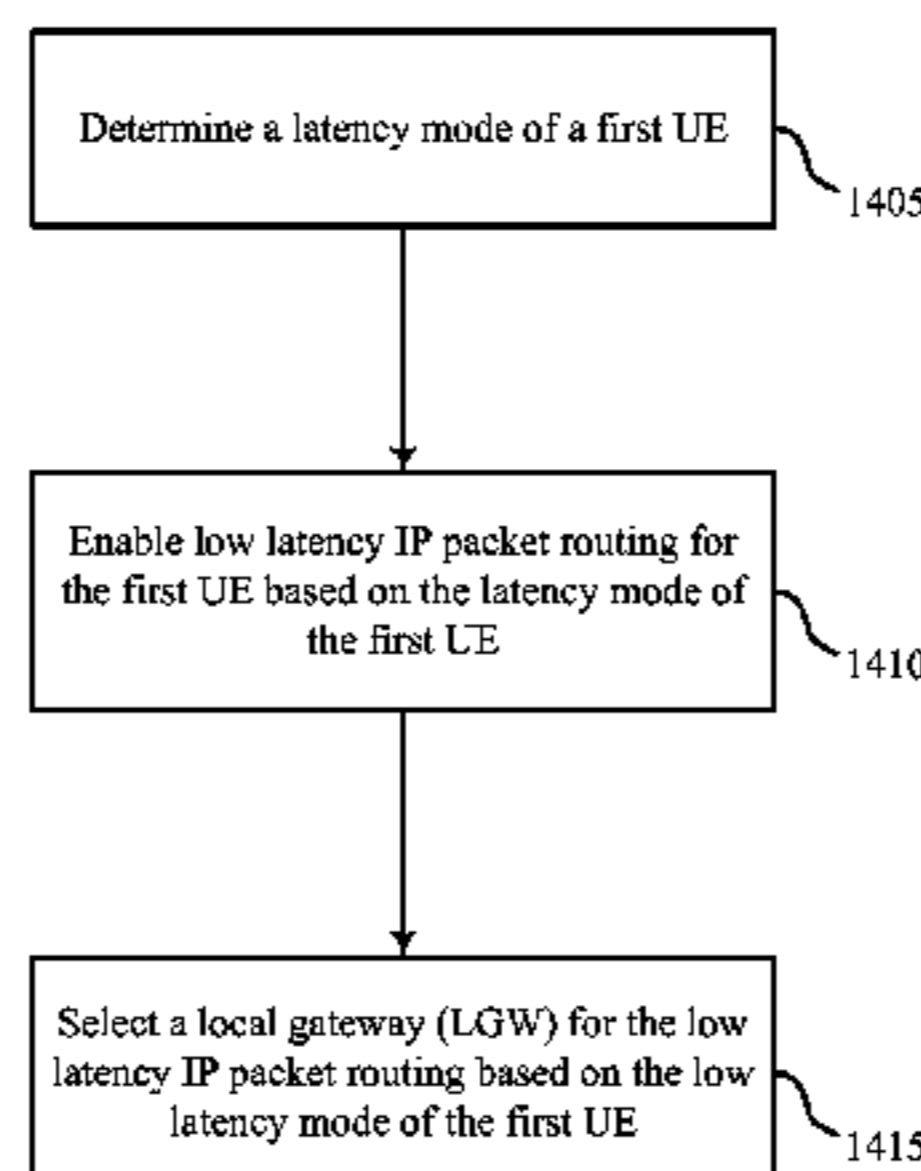 Determine a latency mode of a first UE
1405
Enable low latency IP packet routing for
the first UE based on the latency mode of
the first UE
1410
Select a local gateway (LGW) for the low
latency IP packet routing based on the low
latency mode of the first UE
1415